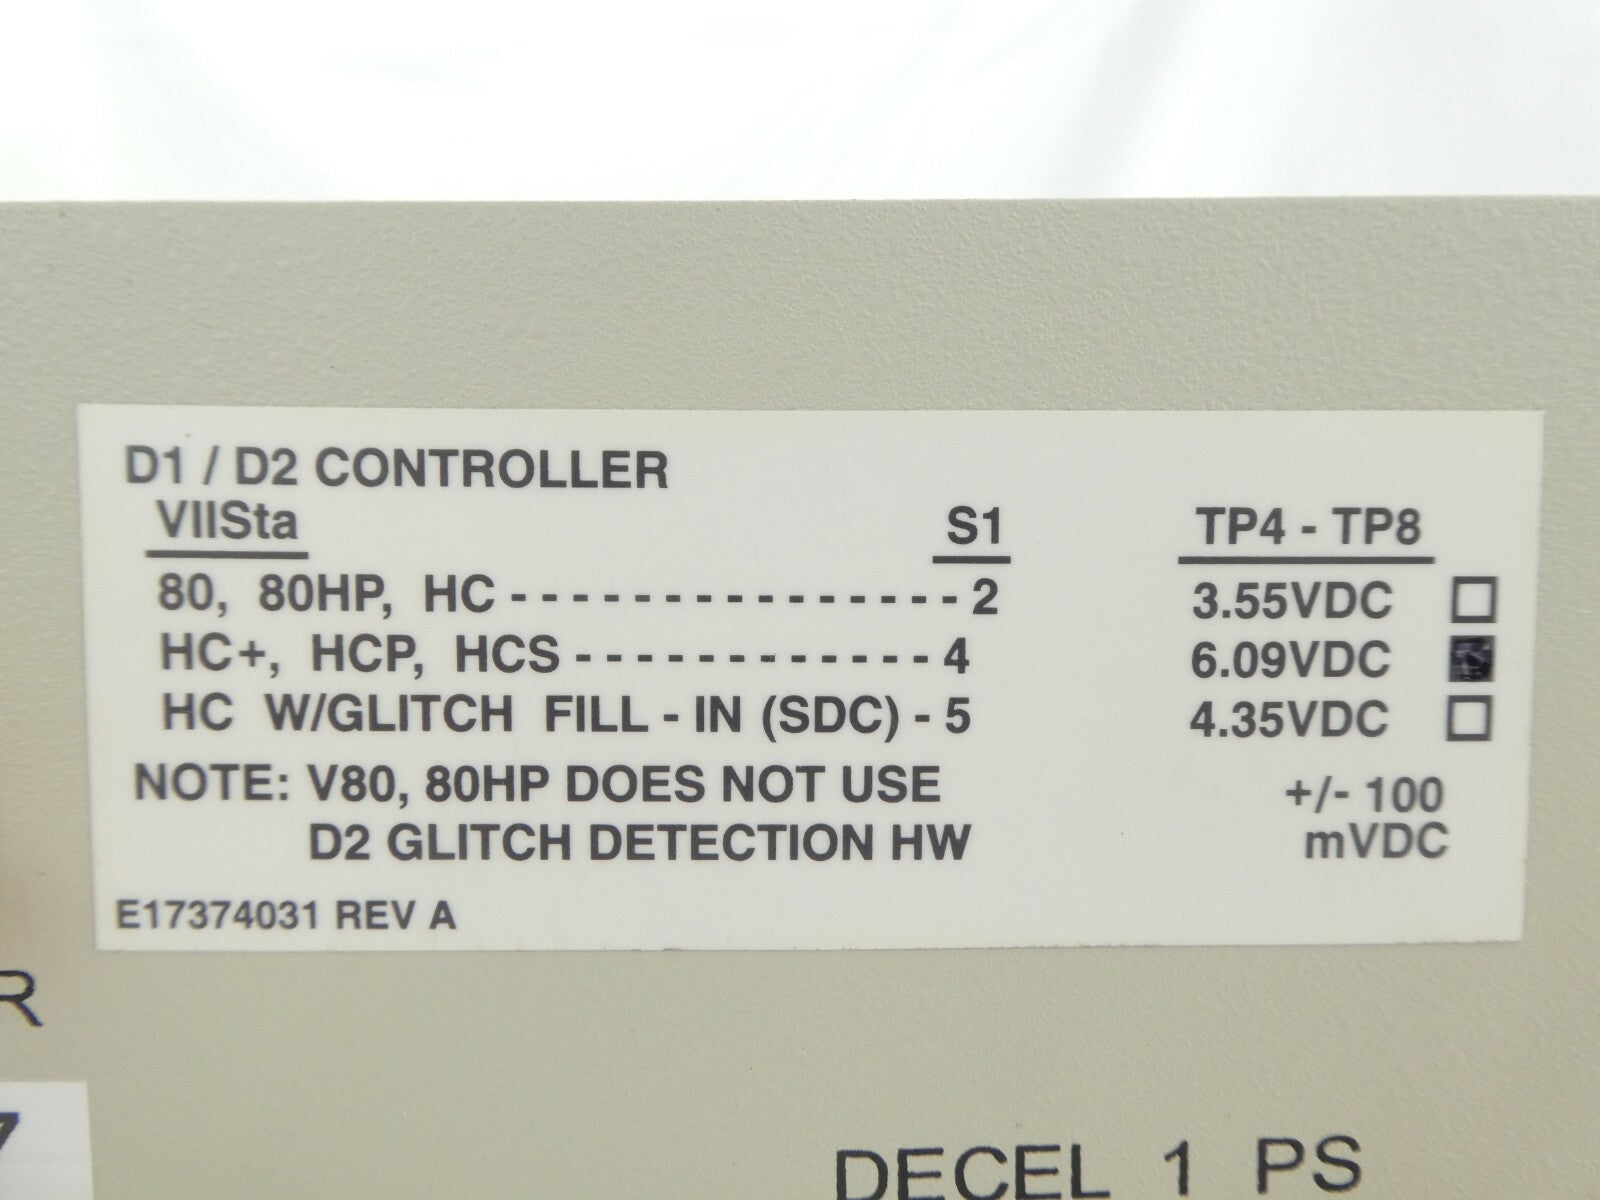 D1 / D2 CONTROLLER
VIISta S1 TP4 - TP8
80, 80HP, HC - - - - - - - - - - - - - - - - 2 3.55VDC
HC+, HCP, HCS - - - - - - - - - - - - - 4 6.09VDC
HC W/GLITCH FILL - IN (SDC) - 5 4.35VDC
NOTE: V80, 80HP DOES NOT USE +/- 100
D2 GLITCH DETECTION HW mVDC
E17374031 REV A
R
7
DECEL 1 PS